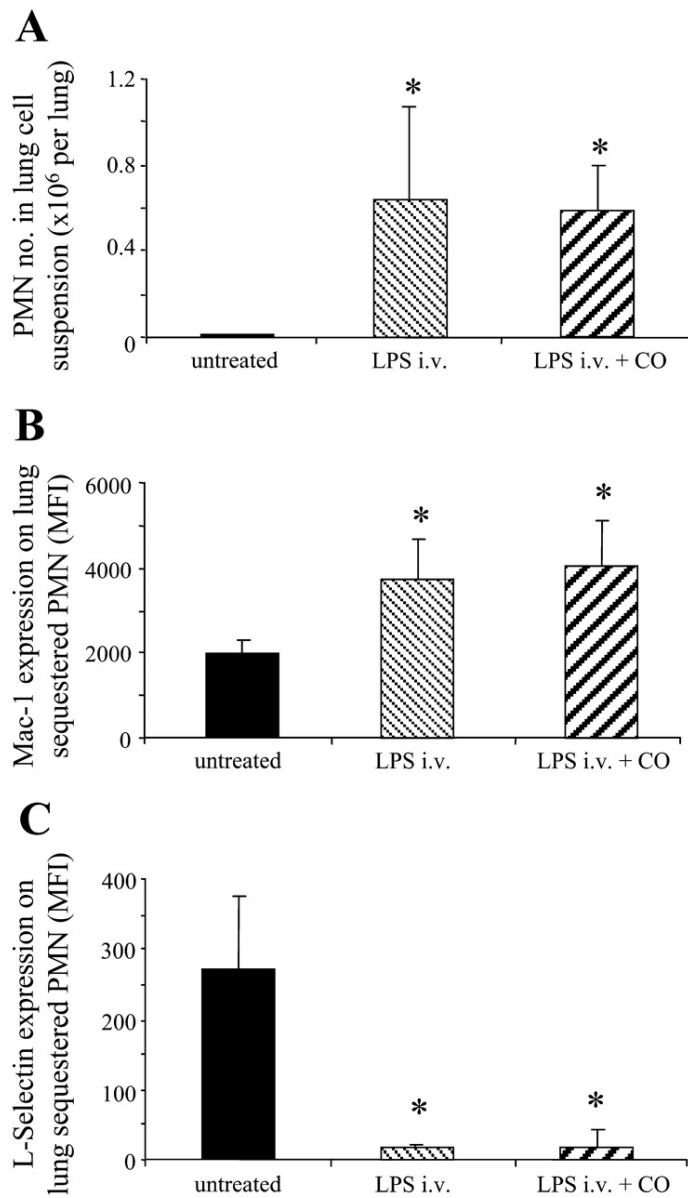 A
PMN no. in lung cell
suspension (x10⁶ per lung)
1.2
0.8
0.4
0
*
*
untreated
LPS i.v.
LPS i.v. + CO
B
Mac-1 expression on lung
sequestered PMN (MFI)
6000
4000
2000
0
*
*
untreated
LPS i.v.
LPS i.v. + CO
C
L-Selectin expression on
lung sequestered PMN (MFI)
400
300
200
100
0
*
*
untreated
LPS i.v.
LPS i.v. + CO